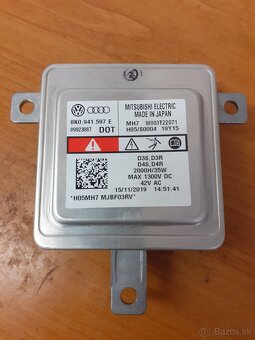 MITSUBISHI ELECTRIC
MADE IN JAPAN
8K0.941.597 E
MH7 W003T22071
09923087 DOT
H05/S0004 19Y15
D3S,D3R
D4S,D4R
2000H/35W
MAX 1300V DC
42V AC
15/11/2019 14:51:41
*H05MH7 MJBF03RV*
bazos.sk